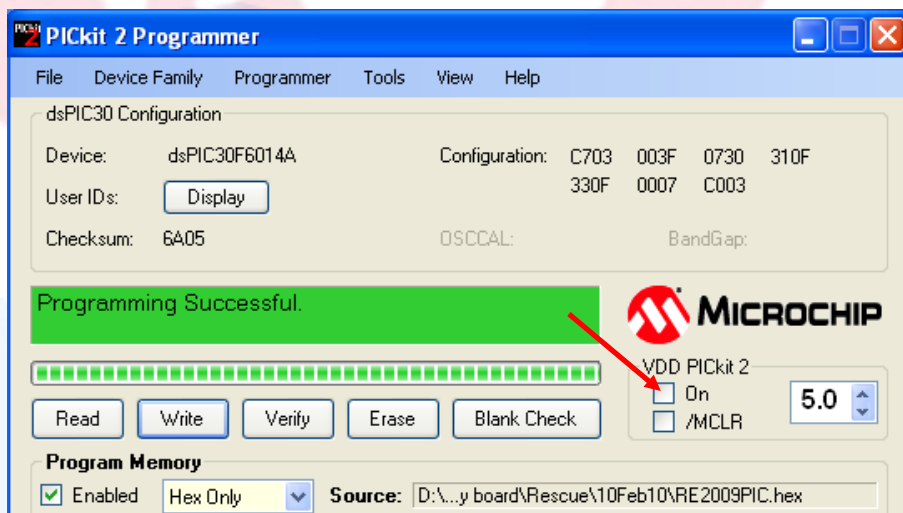 PICkit 2 Programmer
File Device Family Programmer Tools View Help
dsPIC30 Configuration
Device: dsPIC30F6014A Configuration: C703 003F 0730 310F
User IDs: Display 330F 0007 C003
Checksum: 6A05 OSCCAL: BandGap:
Programming Successful.
MICROCHIP
VDD PICkit 2
On
5.0
/MCLR
Read Write Verify Erase Blank Check
Program Memory
Enabled Hex Only Source: D:\...y board\Rescue\10Feb10\RE2009PIC.hex